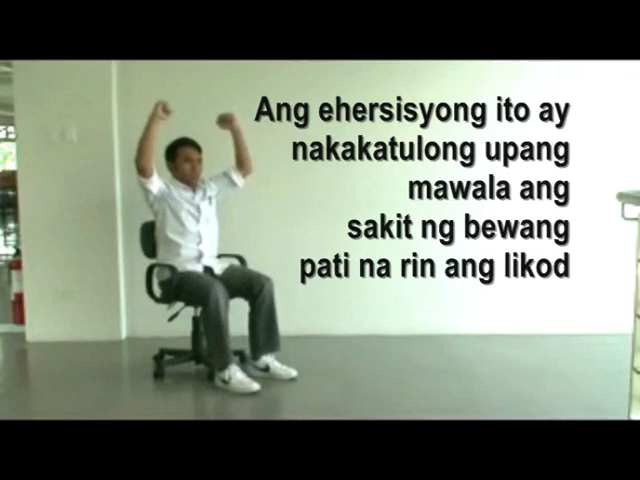 Ang ehersisyong ito ay
nakakatulong upang
mawala ang
sakit ng bewang
pati na rin ang likod